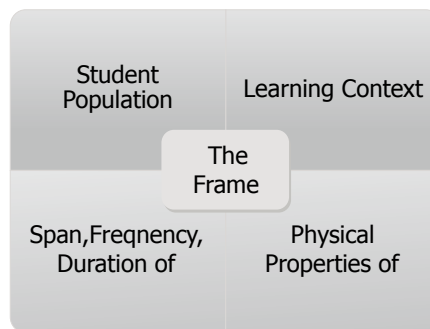 Student
Population
Learning Context
The
Frame
Span,Freqnency,
Duration of
Physical
Properties of